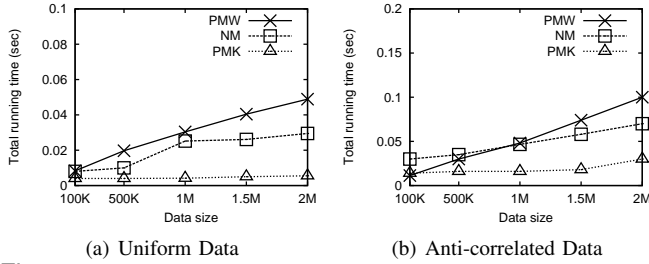 Total running time (sec)
0.1
0.08
0.06
0.04
0.02
0
PMW
NM
PMK
100K 500K 1M 1.5M 2M
Data size
(a) Uniform Data
Total running time (sec)
0.2
0.15
0.1
0.05
0
PMW
NM
PMK
100K 500K 1M 1.5M 2M
Data size
(b) Anti-correlated Data